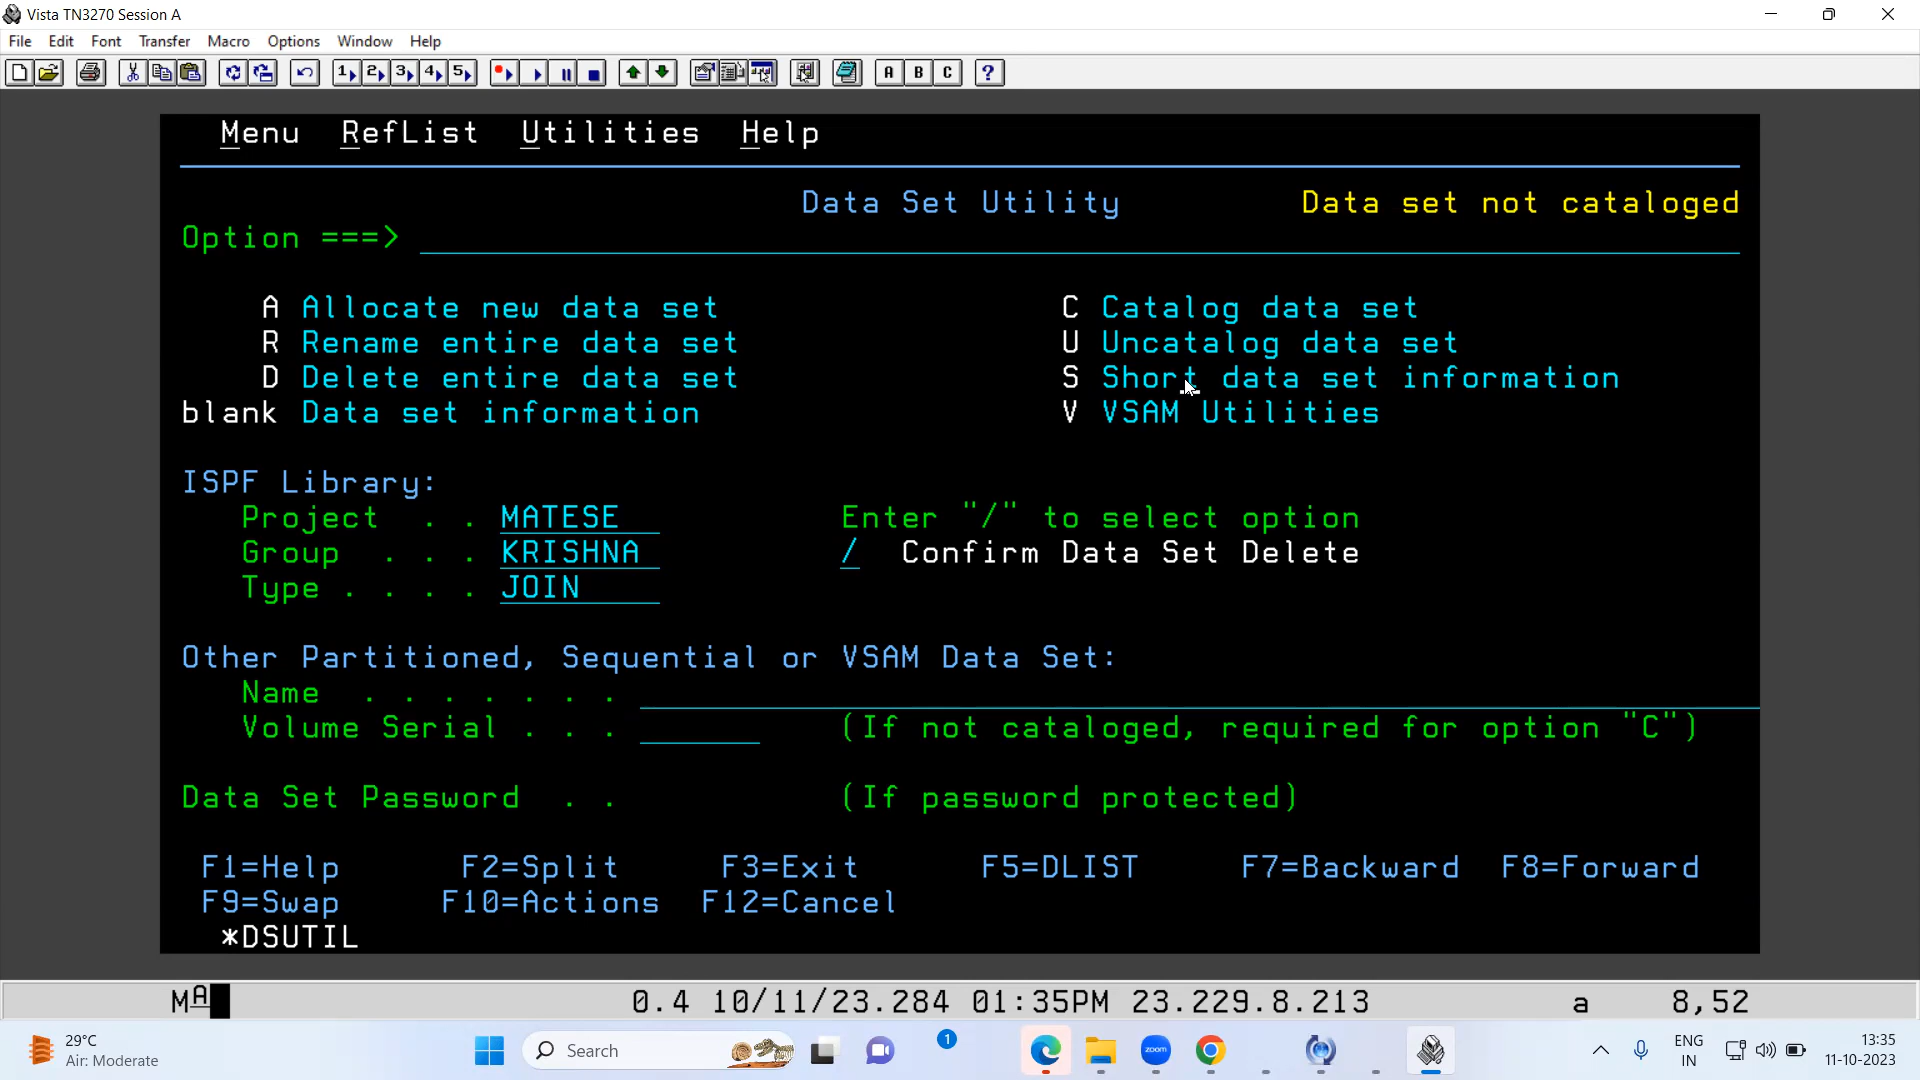 Vista TN3270 Session A
File Edit Font Transfer Macro Options Window Help
1 2 3 4 5 A B C ?
Menu RefList Utilities Help
Data Set Utility Data set not cataloged
Option ===>
A Allocate new data set C Catalog data set
R Rename entire data set U Uncatalog data set
D Delete entire data set S Short data set information
blank Data set information V VSAM Utilities
ISPF Library:
Project . . MATESE Enter "/" to select option
Group . . . KRISHNA / Confirm Data Set Delete
Type . . . . JOIN
Other Partitioned, Sequential or VSAM Data Set:
Name . . . . . . .
Volume Serial . . . (If not cataloged, required for option "C")
Data Set Password . . (If password protected)
F1=Help F2=Split F3=Exit F5=DLIST F7=Backward F8=Forward
F9=Swap F10=Actions F12=Cancel
*DSUTIL
MA 0.4 10/11/23.284 01:35PM 23.229.8.213 a 8,52
29°C
Air: Moderate
Search
1
zoom
ENG
IN
13:35
11-10-2023